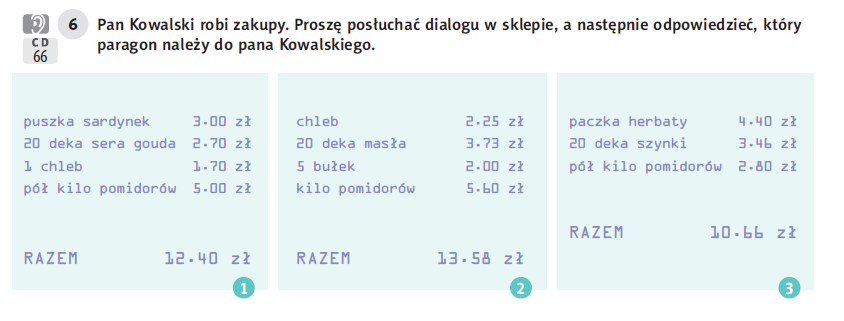 6 Pan Kowalski robi zakupy. Proszę posłuchać dialogu w sklepie, a następnie odpowiedzieć, który
paragon należy do pana Kowalskiego.
CD
66
puszka sardynek 3.00 zł
20 deka sera gouda 2.70 zł
1 chleb 1.70 zł
pół kilo pomidorów 5.00 zł
RAZEM 12.40 zł
1
chleb 2.25 zł
20 deka masła 3.73 zł
5 bułek 2.00 zł
kilo pomidorów 5.60 zł
RAZEM 13.58 zł
2
paczka herbaty 4.40 zł
20 deka szynki 3.46 zł
pół kilo pomidorów 2.80 zł
RAZEM 10.66 zł
3